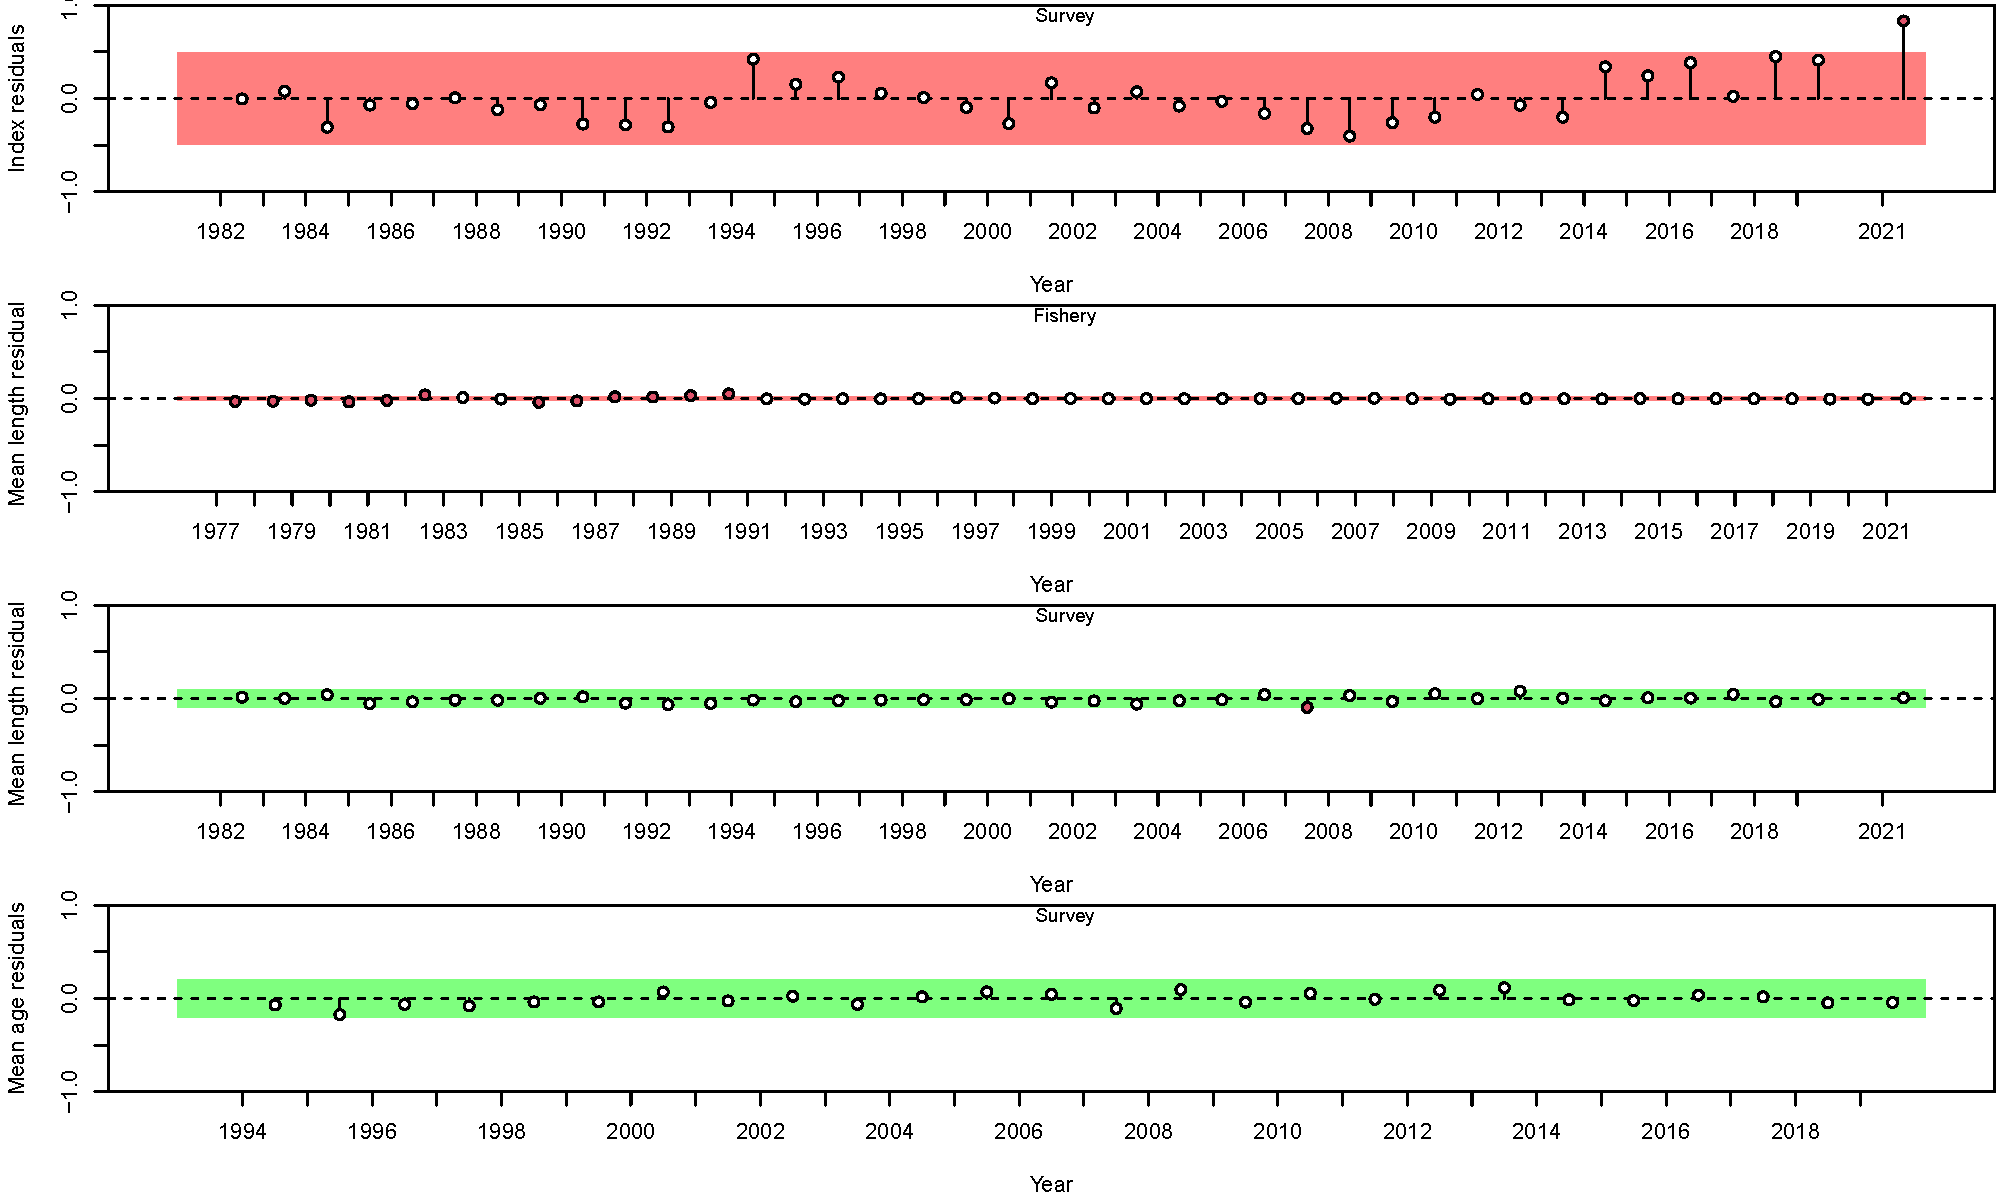 Survey
Index residuals
1.0
0.0
−1.0
1982 1984 1986 1988 1990 1992 1994 1996 1998 2000 2002 2004 2006 2008 2010 2012 2014 2016 2018 2021
Year
Fishery
Mean length residual
1.0
0.0
−1.0
1977 1979 1981 1983 1985 1987 1989 1991 1993 1995 1997 1999 2001 2003 2005 2007 2009 2011 2013 2015 2017 2019 2021
Year
Survey
Mean length residual
1.0
0.0
−1.0
1982 1984 1986 1988 1990 1992 1994 1996 1998 2000 2002 2004 2006 2008 2010 2012 2014 2016 2018 2021
Year
Survey
Mean age residuals
1.0
0.0
−1.0
1994 1996 1998 2000 2002 2004 2006 2008 2010 2012 2014 2016 2018
Year